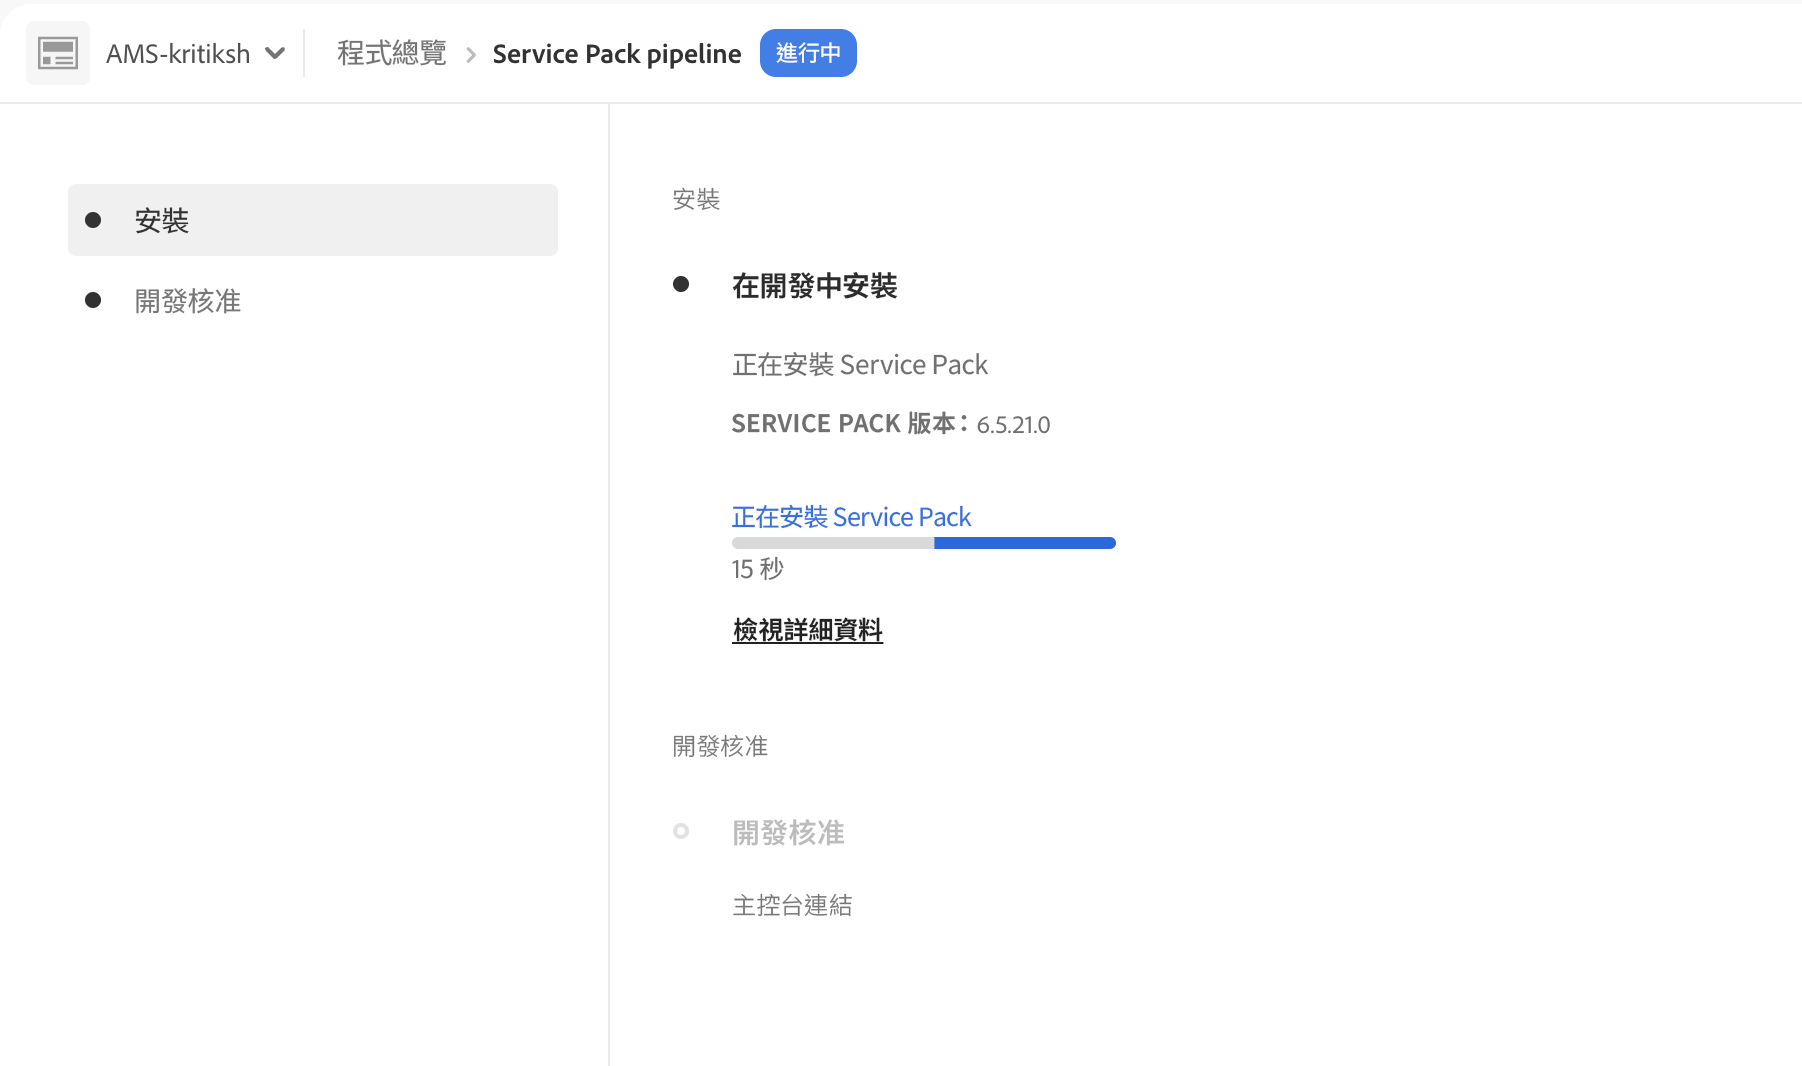 AMS-kritiksh 程式總覽 Service Pack pipeline 進行中
安裝
開發核准
安裝
在開發中安裝
正在安裝 Service Pack
SERVICE PACK 版本： 6.5.21.0
正在安裝 Service Pack
15 秒
檢視詳細資料
開發核准
開發核准
主控台連結